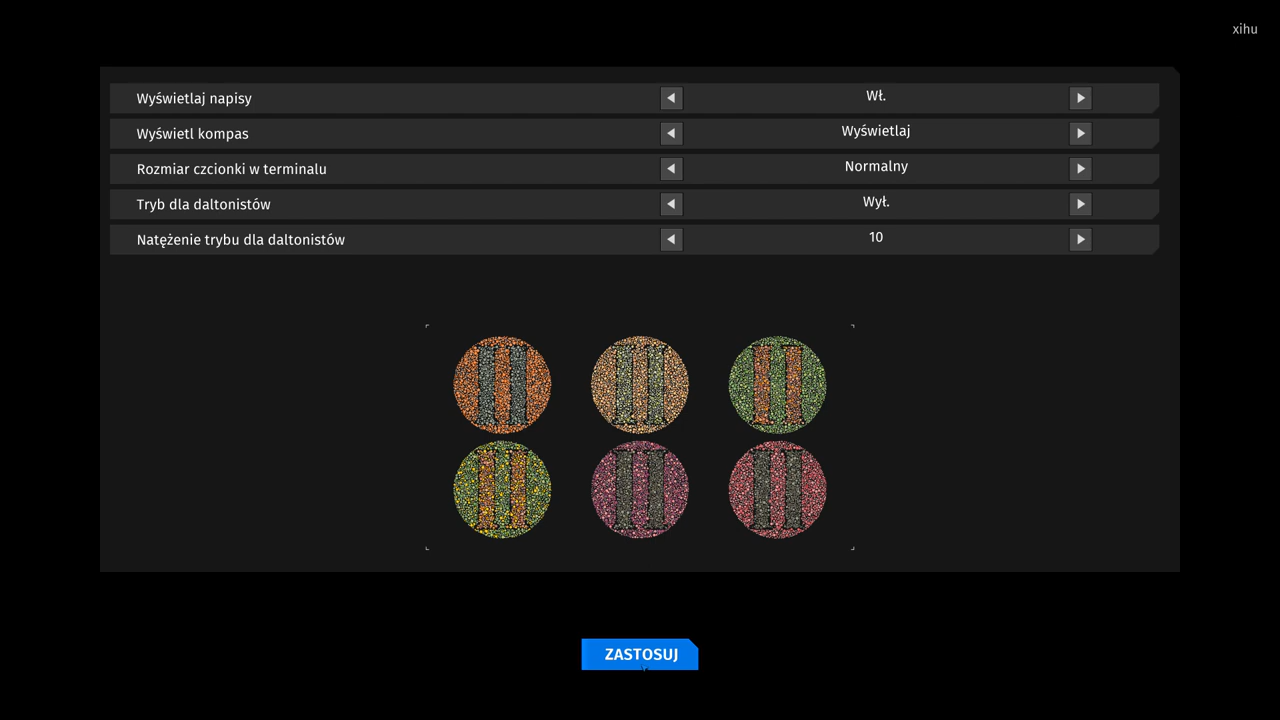 xihu
Wyświetlaj napisy Wł.
Wyświetl kompas Wyświetlaj
Rozmiar czcionki w terminalu Normalny
Tryb dla daltonistów Wył.
Natężenie trybu dla daltonistów 10
ZASTOSUJ